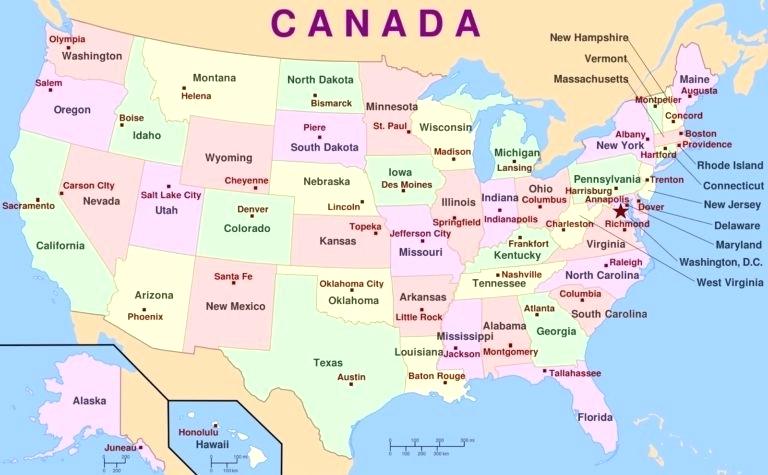 CANADA
Olympia
Washington
Salem
Oregon
Boise
Idaho
Montana
Helena
North Dakota
Bismarck
Piere
South Dakota
Minnesota
St. Paul
Wisconsin
Madison
Michigan
Lansing
New Hampshire
Vermont
Massachusetts
Maine
Augusta
Montpelier
Concord
Albany
New York
Boston
Providence
Hartford
Rhode Island
Connecticut
New Jersey
Delaware
Maryland
Washington, D.C.
West Virginia
Wyoming
Cheyenne
Nebraska
Lincoln
Iowa
Des Moines
Illinois
Springfield
Indiana
Indianapolis
Ohio
Columbus
Pennsylvania
Harrisburg
Trenton
Annapolis
Dover
Charleston
Richmond
Virginia
Sacramento
California
Carson City
Nevada
Salt Lake City
Utah
Denver
Colorado
Topeka
Kansas
Jefferson City
Missouri
Frankfort
Kentucky
Nashville
Tennessee
Raleigh
North Carolina
Columbia
South Carolina
Arizona
Phoenix
Santa Fe
New Mexico
Oklahoma City
Oklahoma
Arkansas
Little Rock
Mississippi
Jackson
Alabama
Montgomery
Atlanta
Georgia
Texas
Austin
Louisiana
Baton Rouge
Tallahassee
Florida
Alaska
Juneau
Honolulu
Hawaii